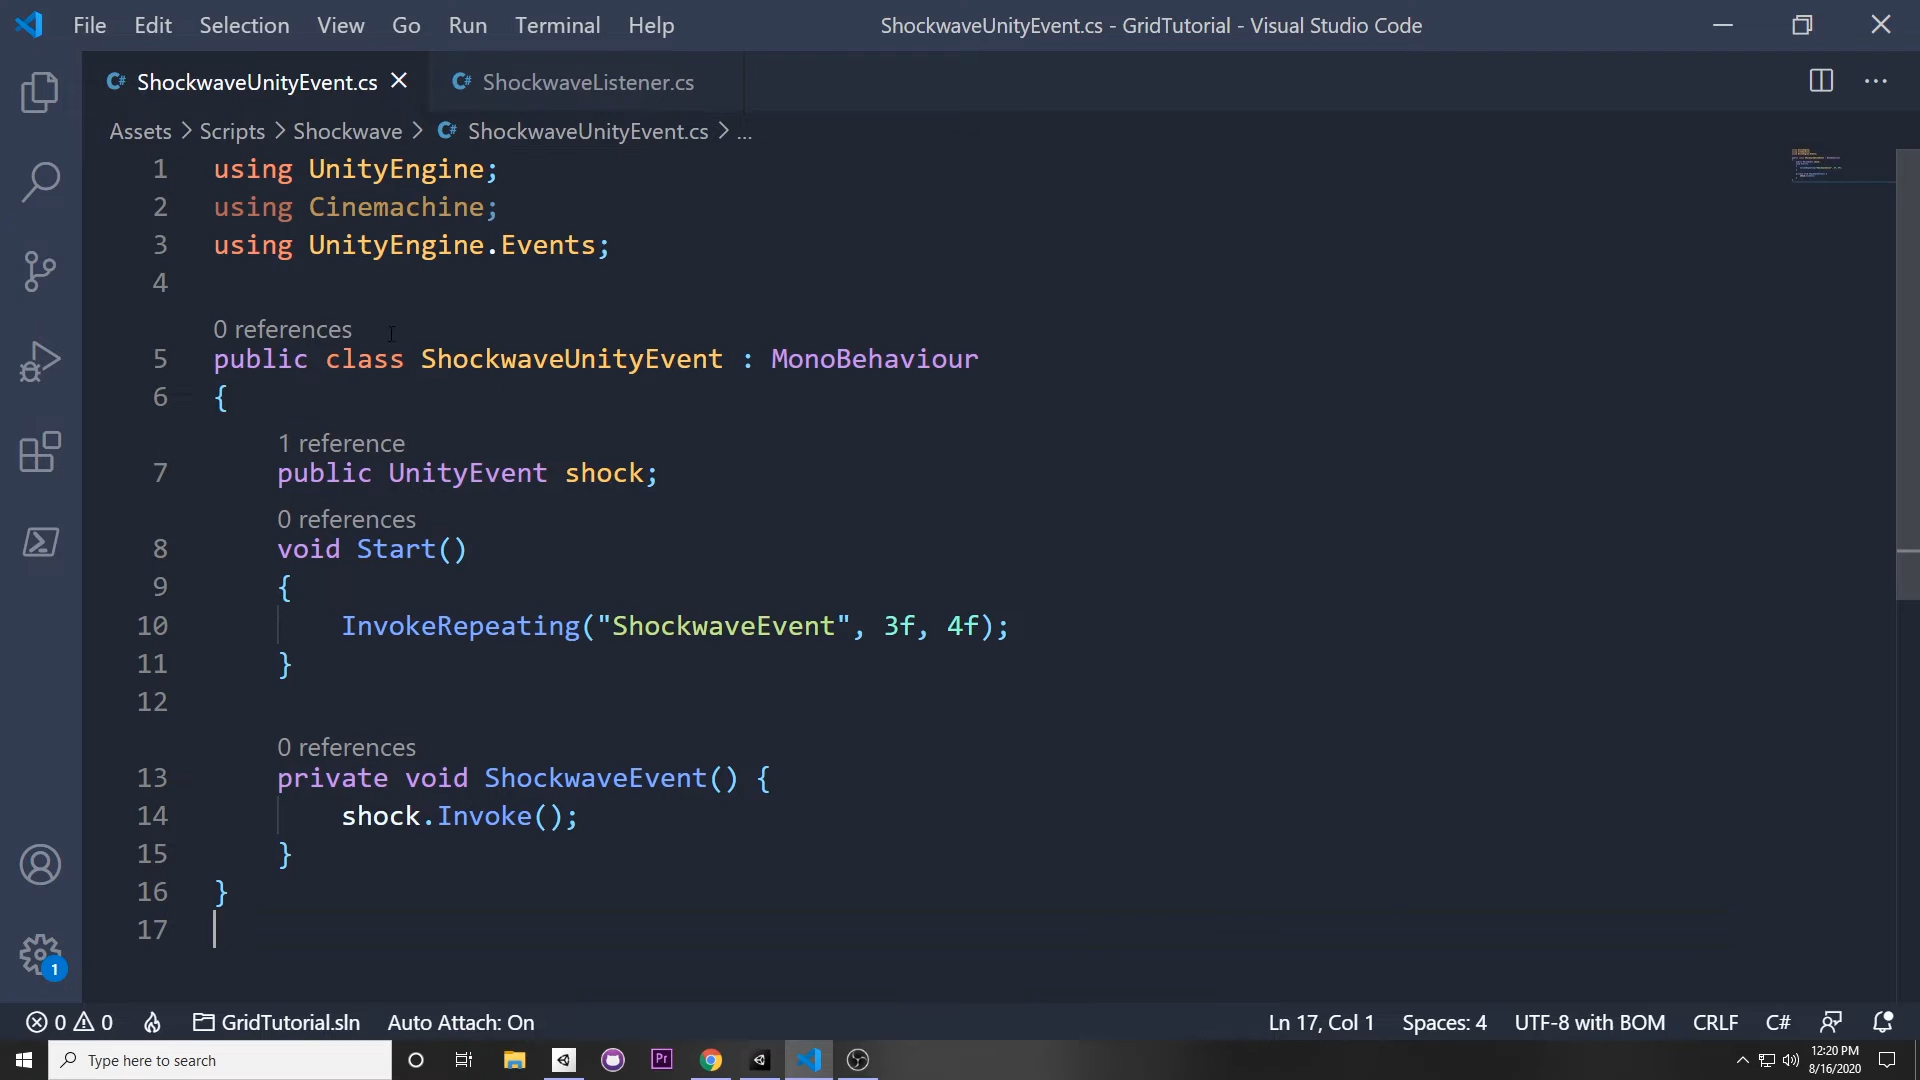 File Edit Selection View Go Run Terminal Help ShockwaveUnityEvent.cs - GridTutorial - Visual Studio Code
C# ShockwaveUnityEvent.cs C# ShockwaveListener.cs
Assets > Scripts > Shockwave > C# ShockwaveUnityEvent.cs > ...
1 using UnityEngine;
2 using Cinemachine;
3 using UnityEngine.Events;
4
0 references
5 public class ShockwaveUnityEvent : MonoBehaviour
6 {
1 reference
7 public UnityEvent shock;
0 references
8 void Start()
9 {
10 InvokeRepeating("ShockwaveEvent", 3f, 4f);
11 }
12
0 references
13 private void ShockwaveEvent() {
14 shock.Invoke();
15 }
16 }
17
1
0 0 GridTutorial.sln Auto Attach: On Ln 17, Col 1 Spaces: 4 UTF-8 with BOM CRLF C#
Type here to search Pr 12:20 PM
8/16/2020